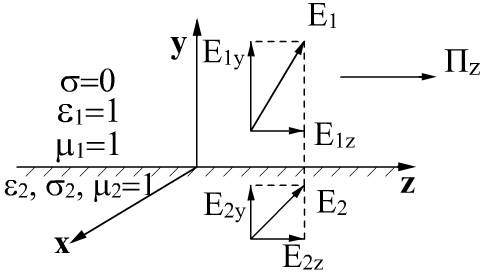 E₁
y
E₁y
Πz
σ=0
ε₁=1
μ₁=1
E₁z
ε₂, σ₂, μ₂=1
z
E₂y
E₂
x
E₂z